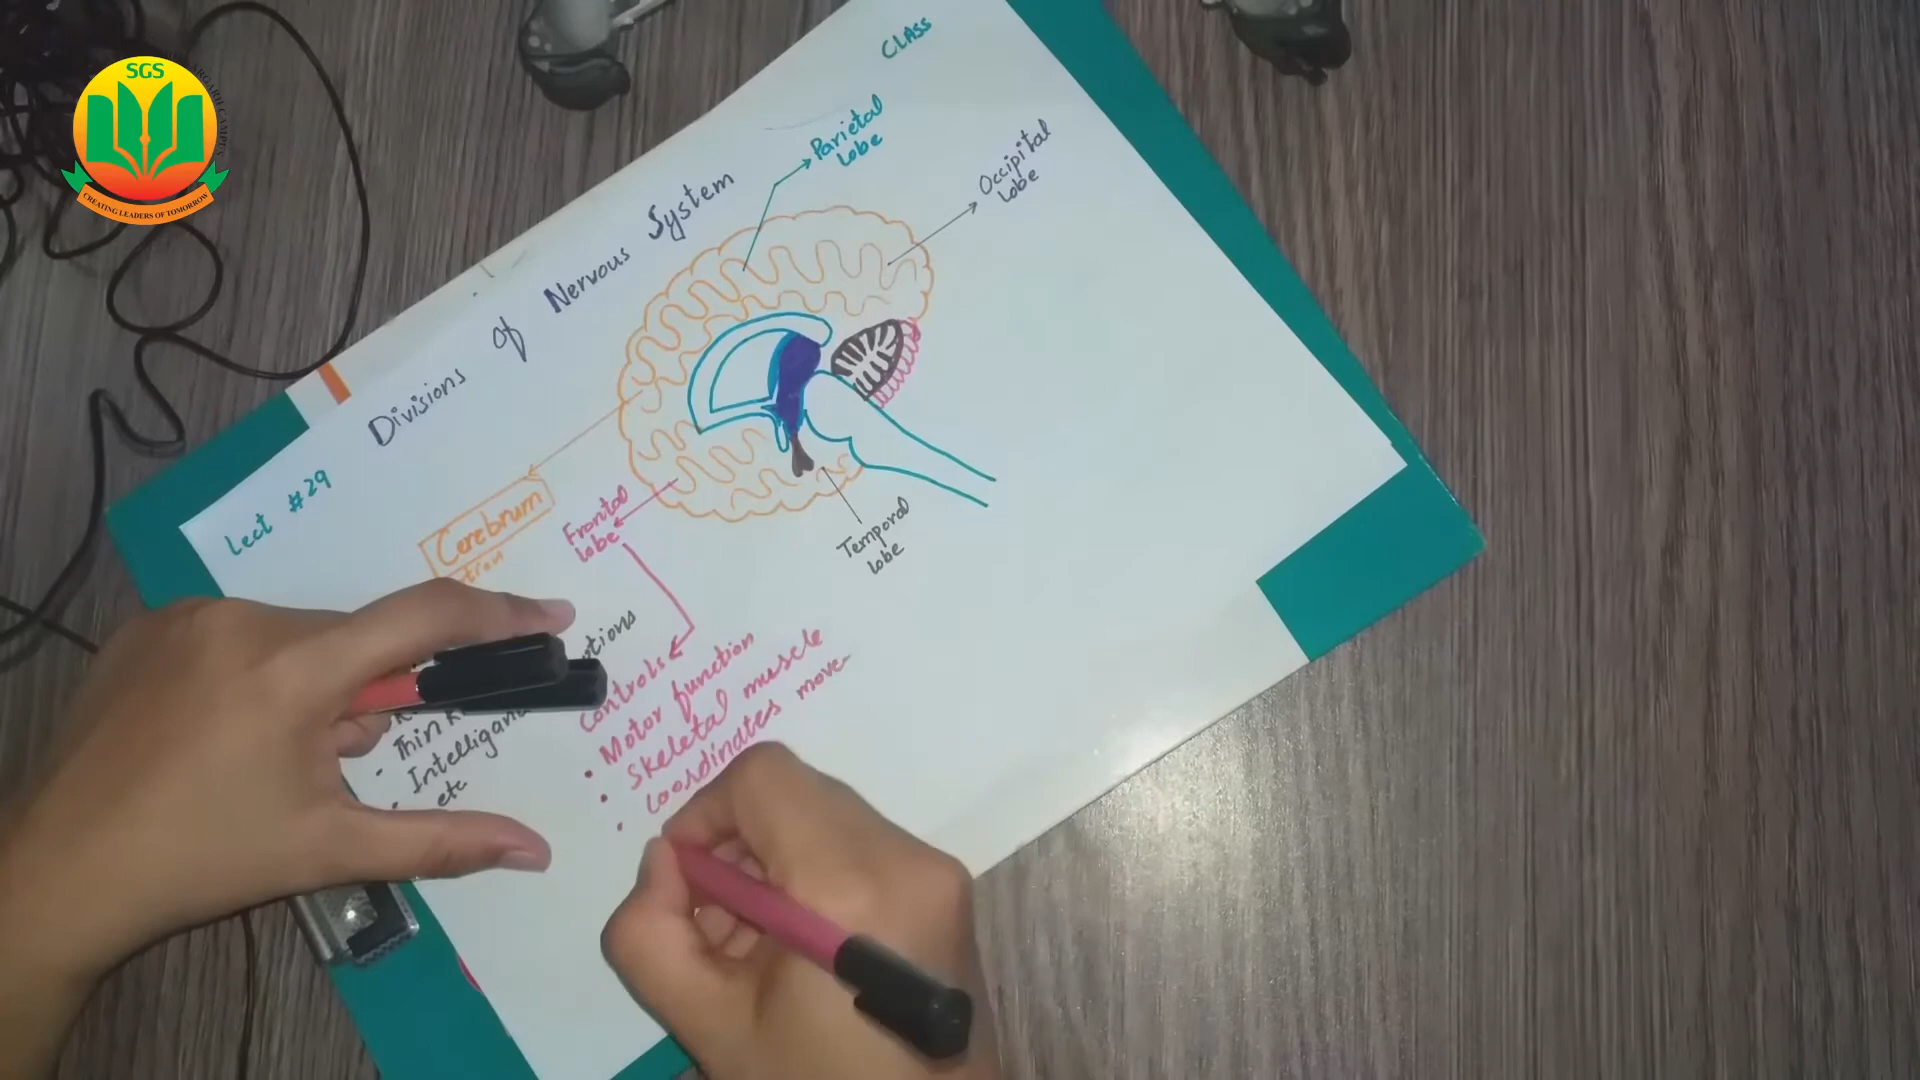 SGS
CREATING LEADERS OF TOMORROW
CLASS
Lect #29
Divisions of Nervous System
Parietal
lobe
Occipital
lobe
Cerebrum
Frontal
lobe
Temporal
lobe
Controls
• Motor function
• Skeletal muscle
• Coordinates move-
• Intelligance
etc